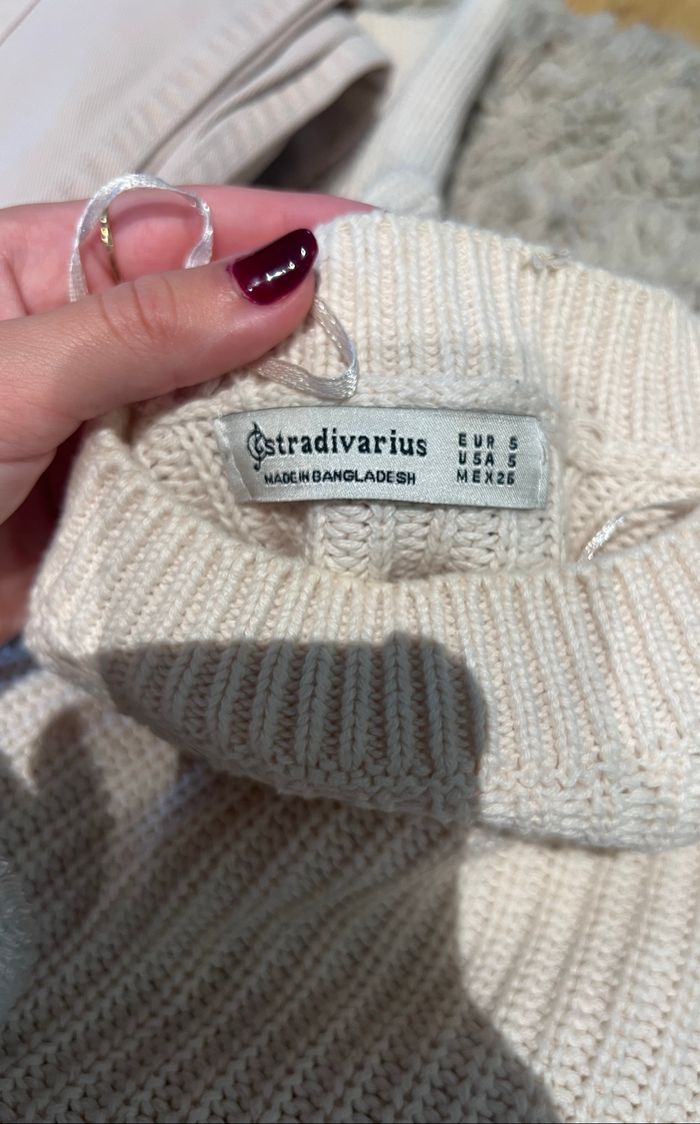 stradivarius
MADE IN BANGLADESH
EUR S
USA S
MEX 26